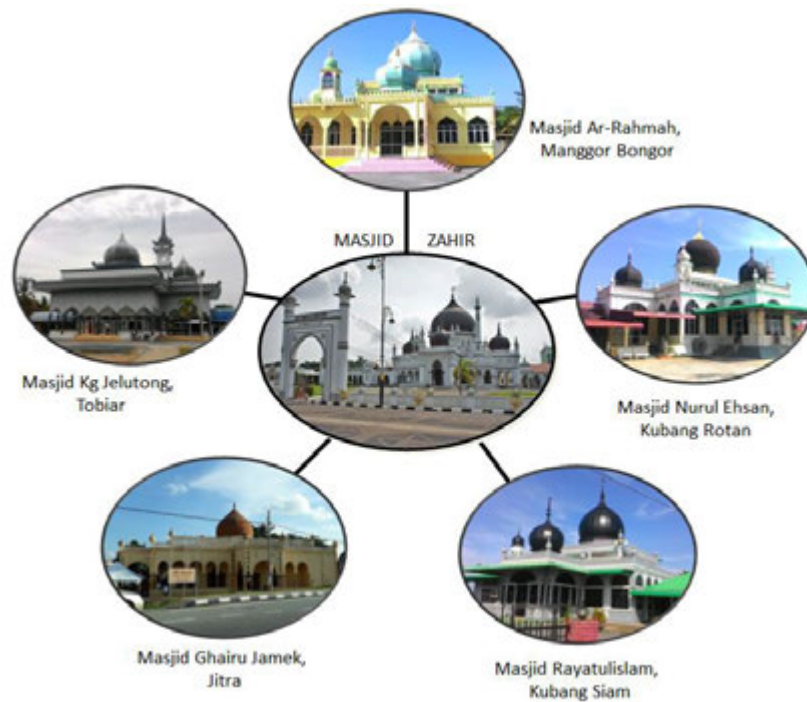 Masjid Ar-Rahmah,
Manggor Bongor
MASJID ZAHIR
Masjid Kg Jelutong,
Tobiar
Masjid Nurul Ehsan,
Kubang Rotan
Masjid Ghairu Jamek,
Jitra
Masjid Rayatulislam,
Kubang Siam